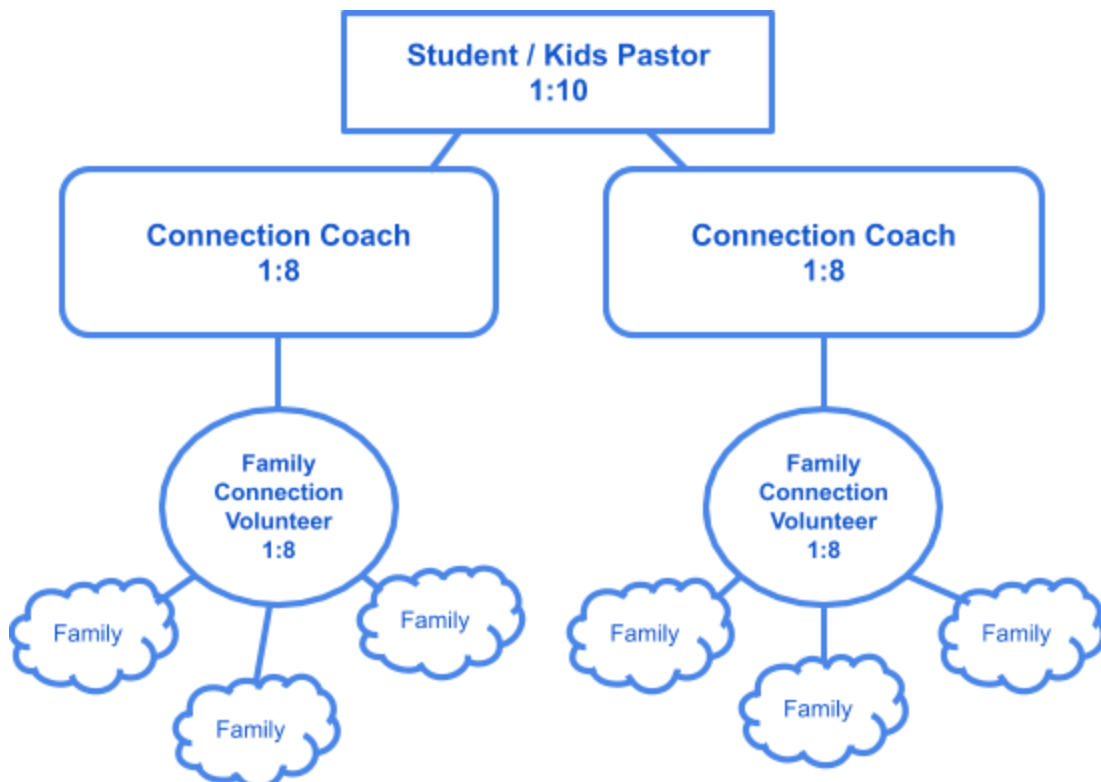 Student / Kids Pastor
1:10
Connection Coach
1:8
Connection Coach
1:8
Family
Connection
Volunteer
1:8
Family
Connection
Volunteer
1:8
Family
Family
Family
Family
Family
Family